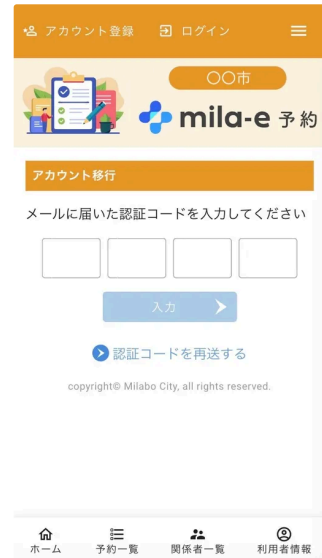 アカウント登録 ログイン
〇〇市
mila-e 予約
アカウント移行
メールに届いた認証コードを入力してください
入力
認証コードを再送する
copyright© Milabo City, all rights reserved.
ホーム 予約一覧 関係者一覧 利用者情報